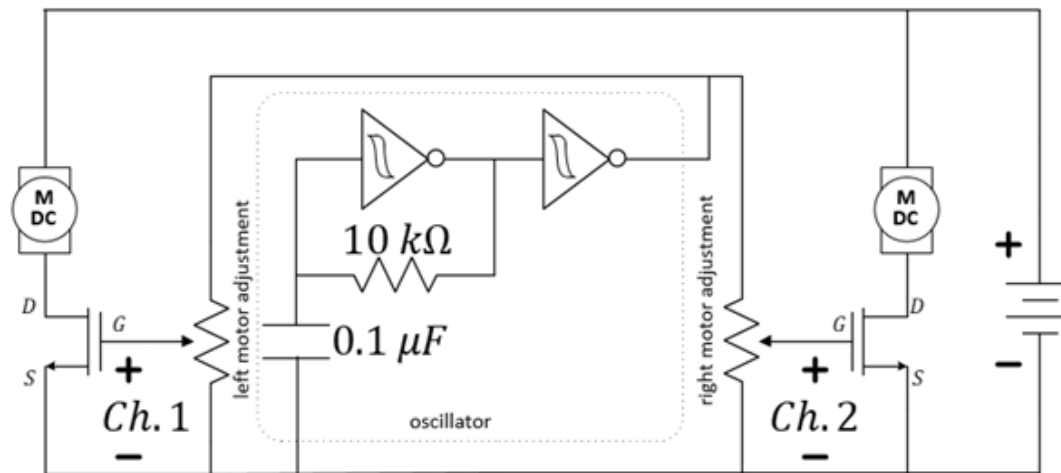 M
DC
M
DC
10 kΩ
left motor adjustment
right motor adjustment
+
D
D
G
G
0.1 μF
S
+
+
S
−
Ch. 1
Ch. 2
oscillator
−
−